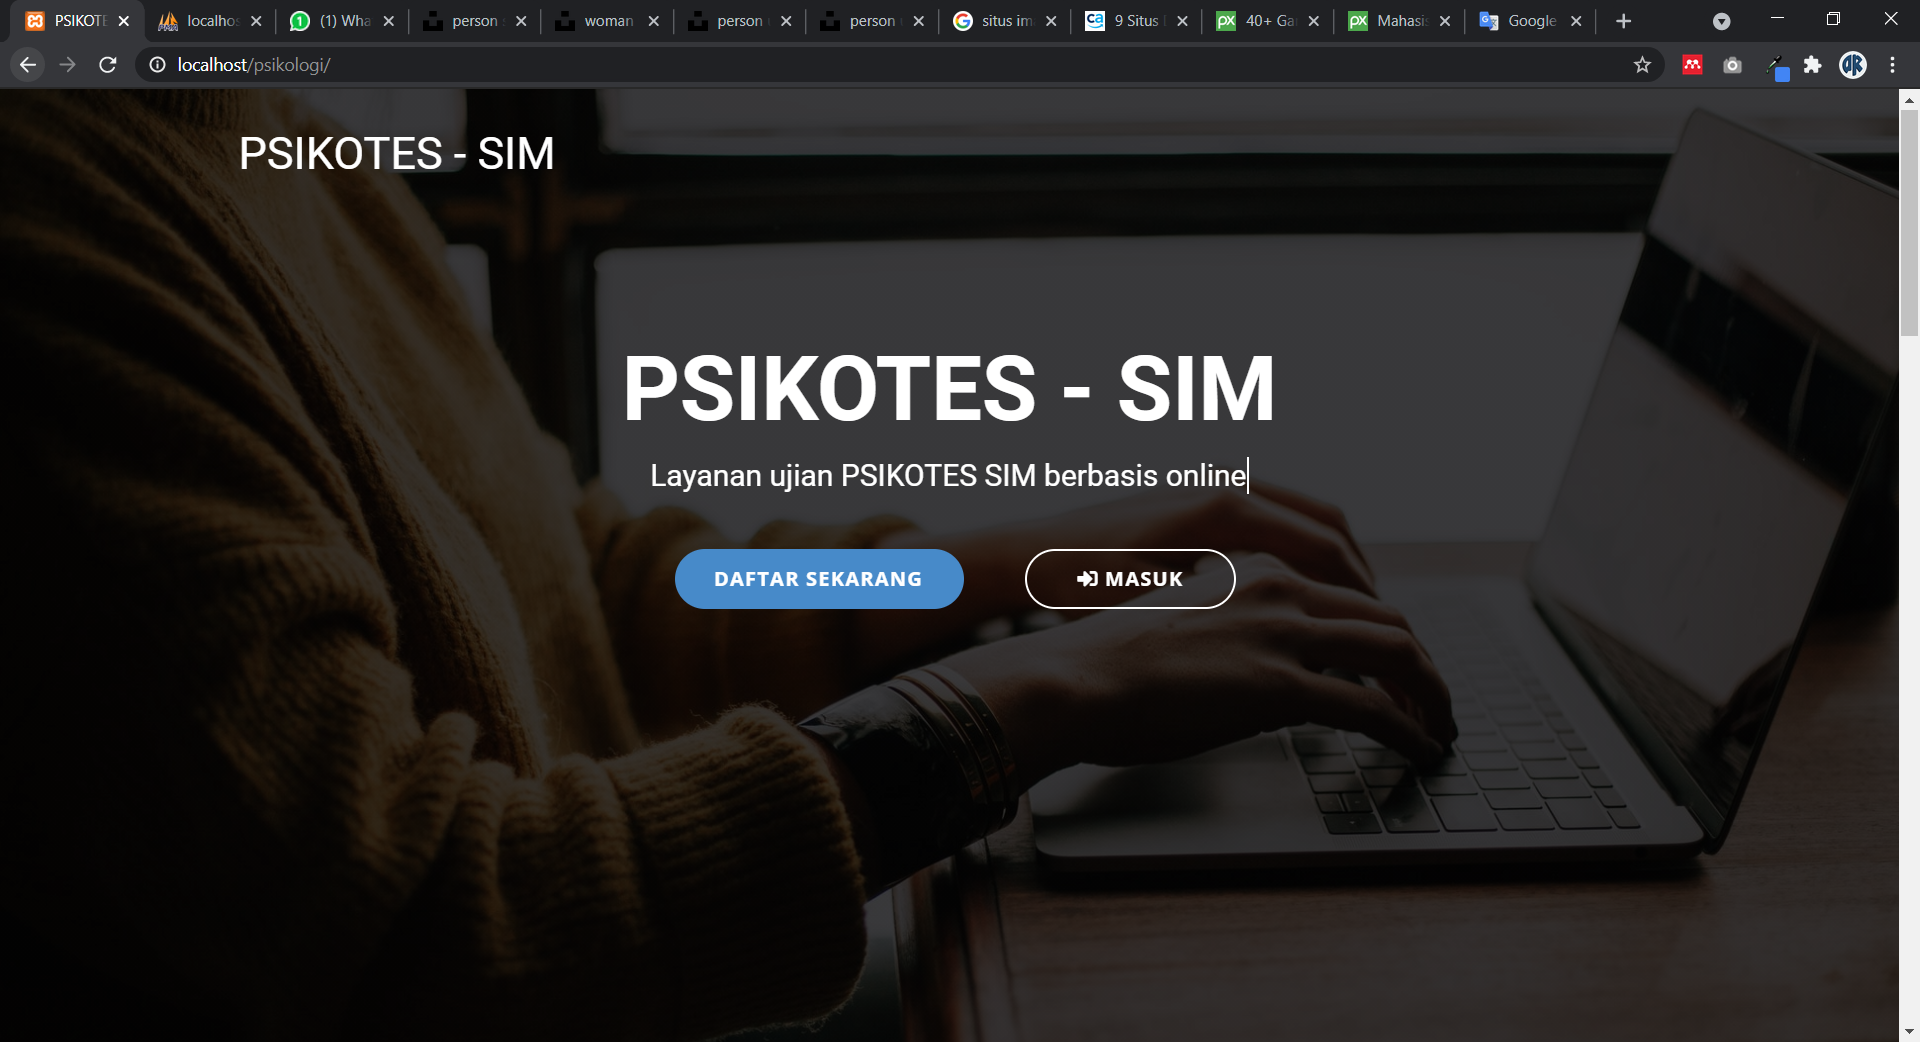 PSIKOTE
localhos
(1) Wha
person
woman
person
person
situs im
9 Situs
40+ Ga
Mahasi
Google
localhost/psikologi/
PSIKOTES - SIM
PSIKOTES - SIM
Layanan ujian PSIKOTES SIM berbasis online
DAFTAR SEKARANG
MASUK